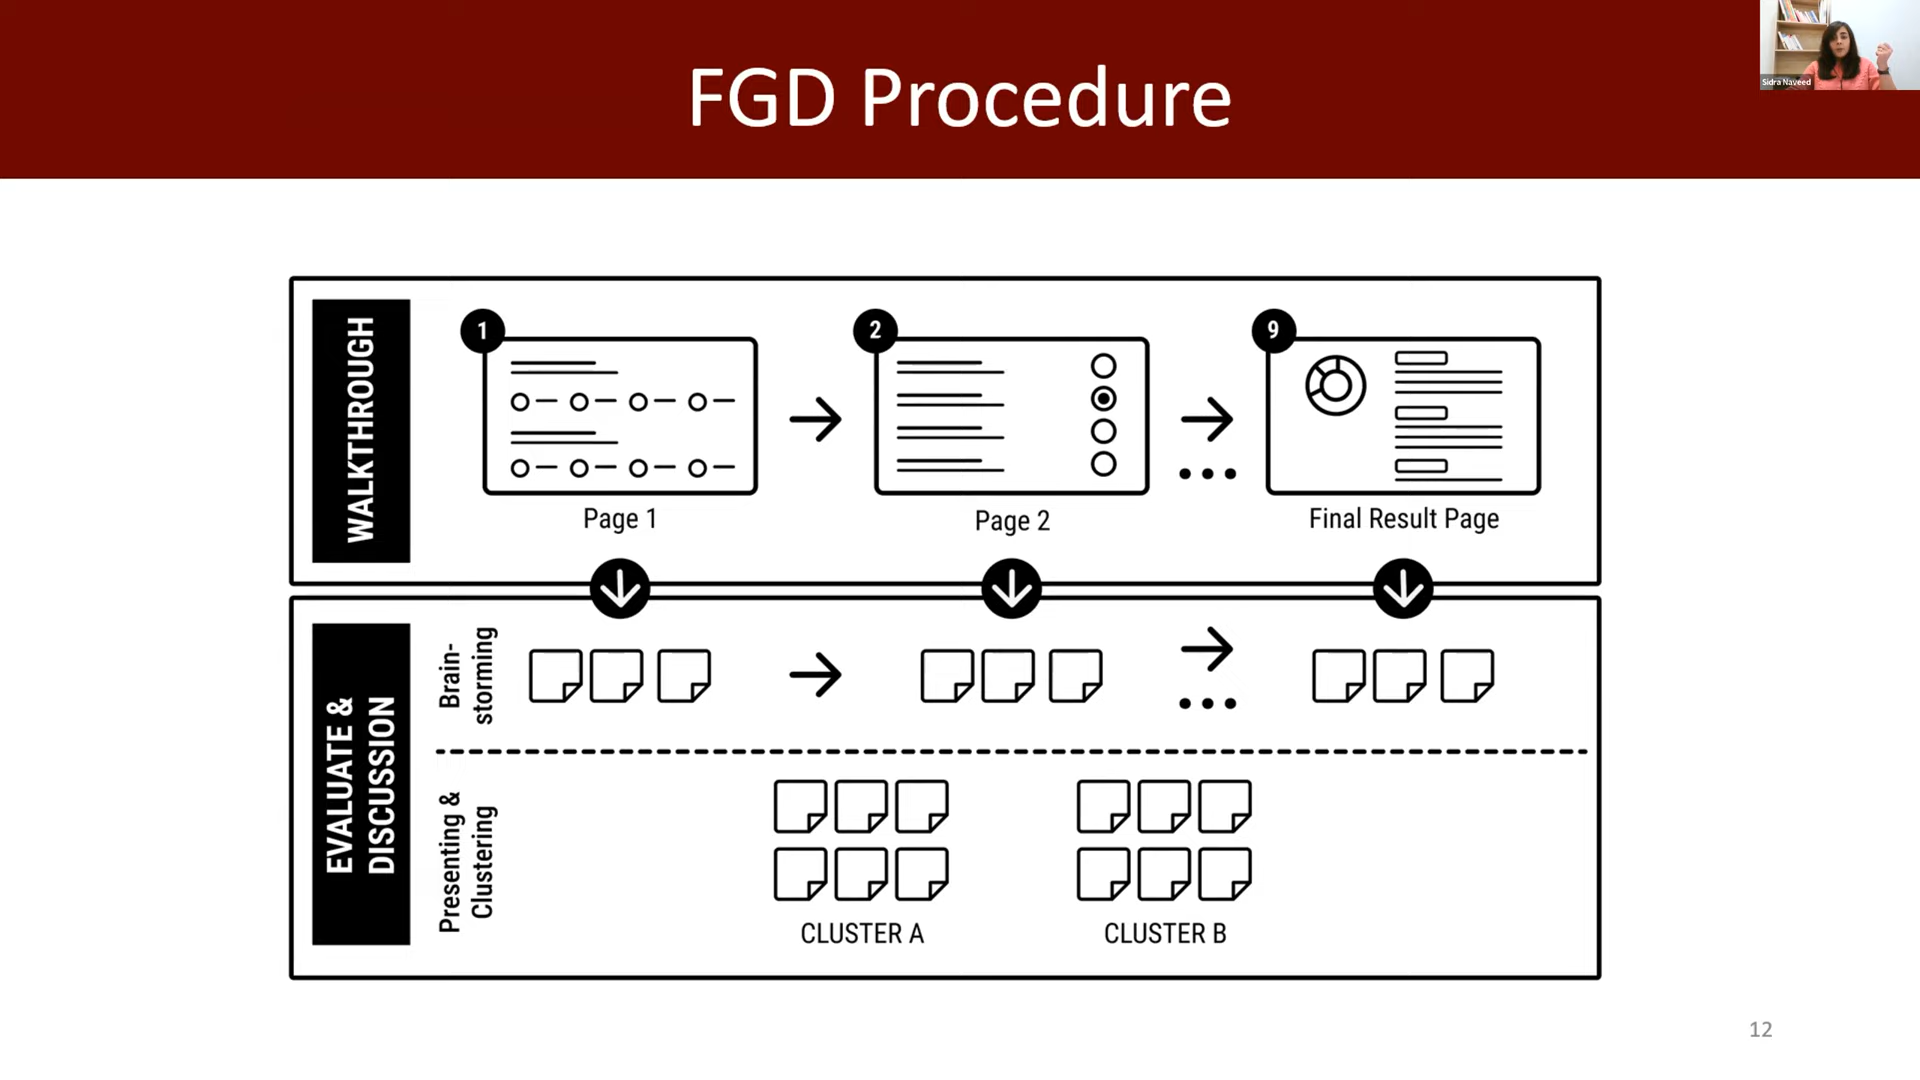 FGD Procedure
Sidra Naveed
WALKTHROUGH
1
2
9
Page 1
Page 2
Final Result Page
EVALUATE &
DISCUSSION
Brain-
storming
Presenting &
Clustering
CLUSTER A
CLUSTER B
12